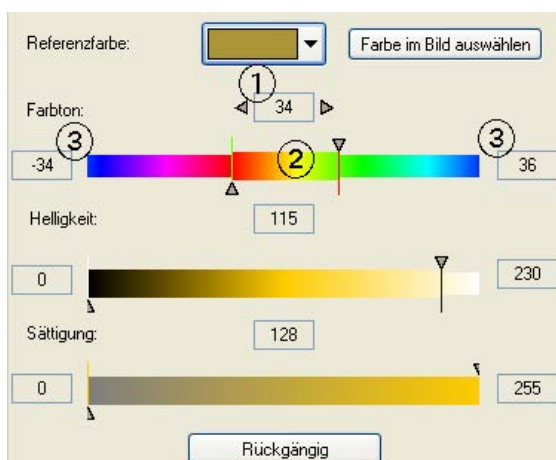 Referenzfarbe:
Farbe im Bild auswählen
1
Farbton:
34
3
2
3
-34
36
Helligkeit:
115
0
230
Sättigung:
128
0
255
Rückgängig